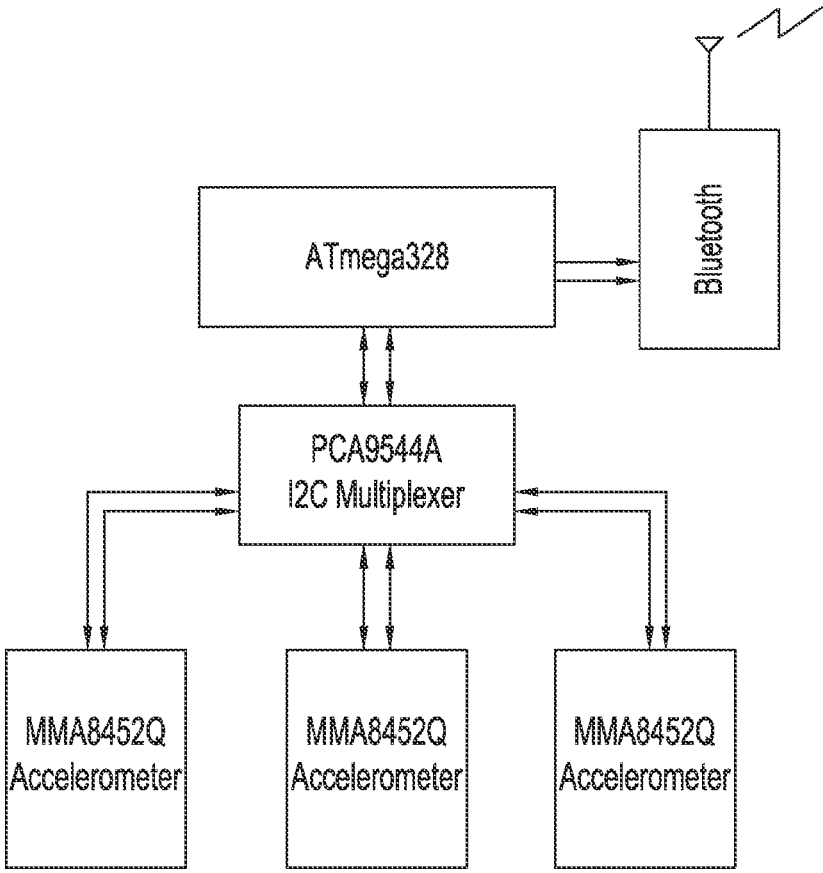 Bluetooth
ATmega328
PCA9544A
I2C Multiplexer
MMA8452Q
Accelerometer
MMA8452Q
Accelerometer
MMA8452Q
Accelerometer